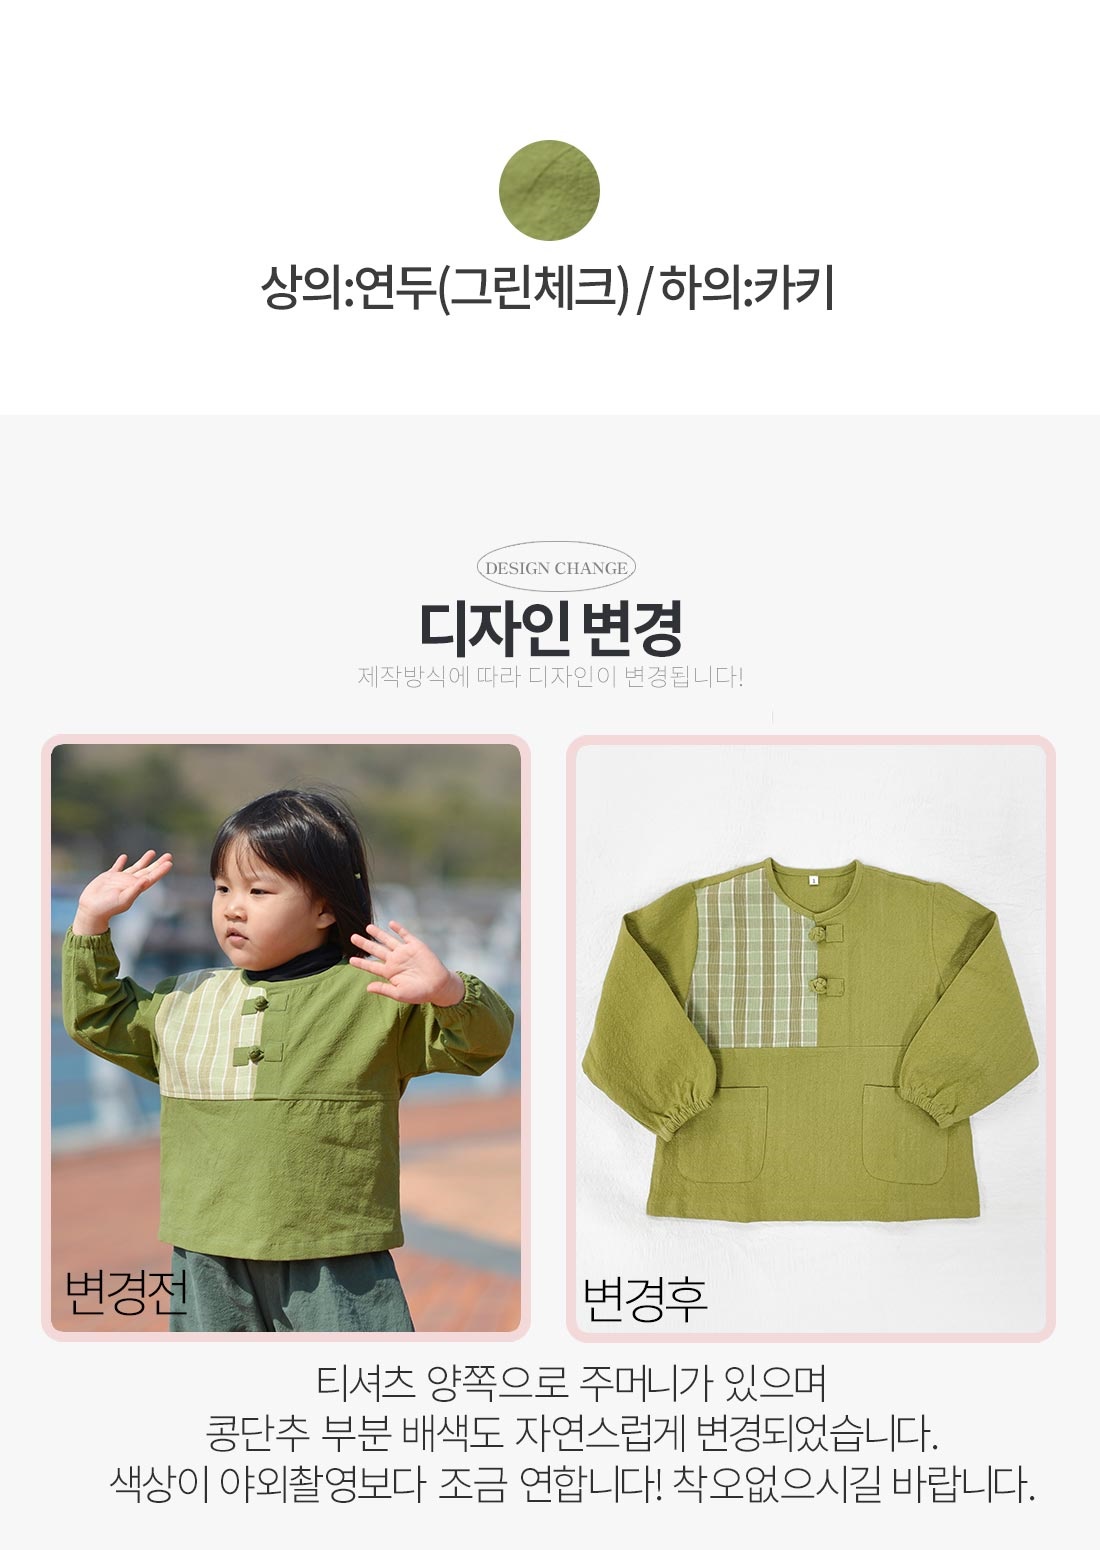 상의:연두(그린체크) / 하의:카키
DESIGN CHANGE
디자인 변경
제작방식에 따라 디자인이 변경됩니다!
변경전
변경후
티셔츠 양쪽으로 주머니가 있으며
콩단추 부분 배색도 자연스럽게 변경되었습니다.
색상이 야외촬영보다 조금 연합니다! 착오없으시길 바랍니다.